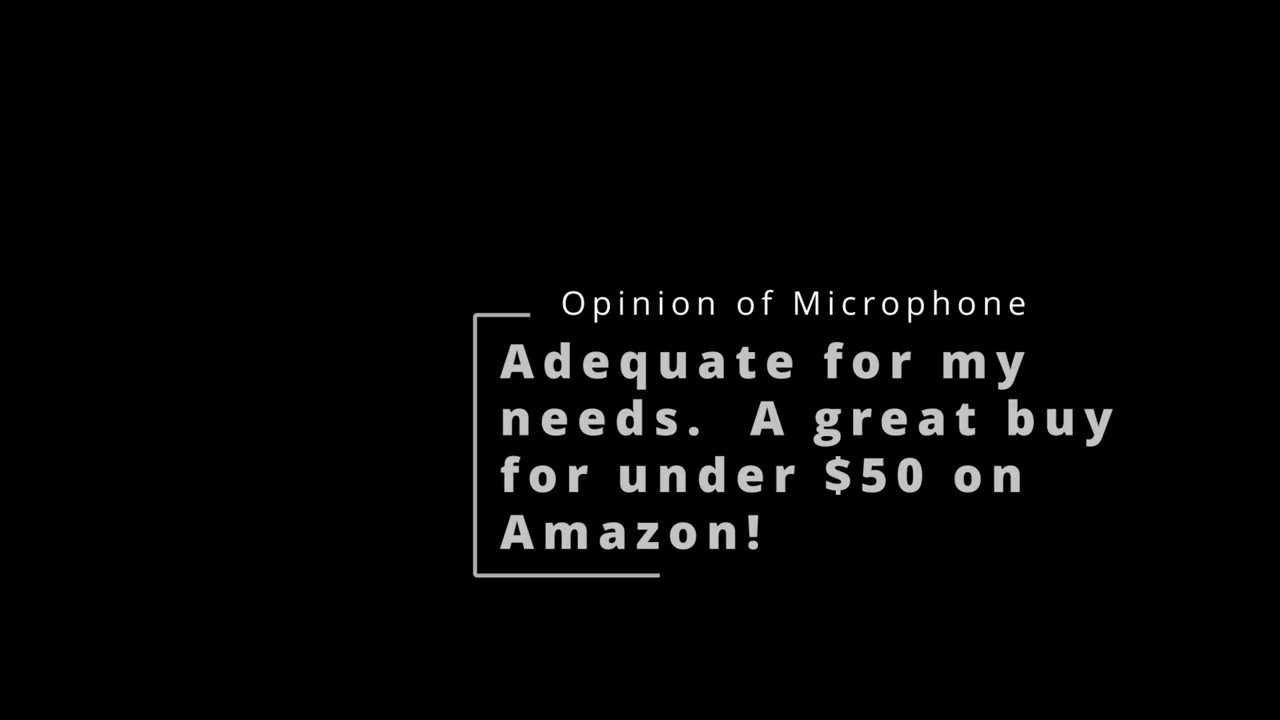 Opinion of Microphone
Adequate for my
needs.  A great buy
for under $50 on
Amazon!